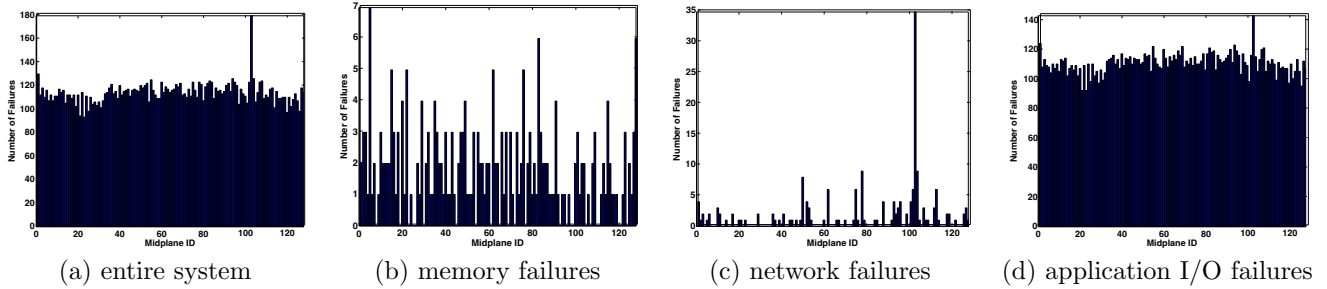 180
160
140
120
100
80
60
40
20
0
Number of Failures
0 20 40 60 80 100 120
Midplane ID
(a) entire system
7
6
5
4
3
2
1
0
Number of Failures
0 20 40 60 80 100 120
Midplane ID
(b) memory failures
35
30
25
20
15
10
5
0
Number of Failures
0 20 40 60 80 100 120
Midplane ID
(c) network failures
140
120
100
80
60
40
20
0
Number of Failures
0 20 40 60 80 100 120
Midplane ID
(d) application I/O failures